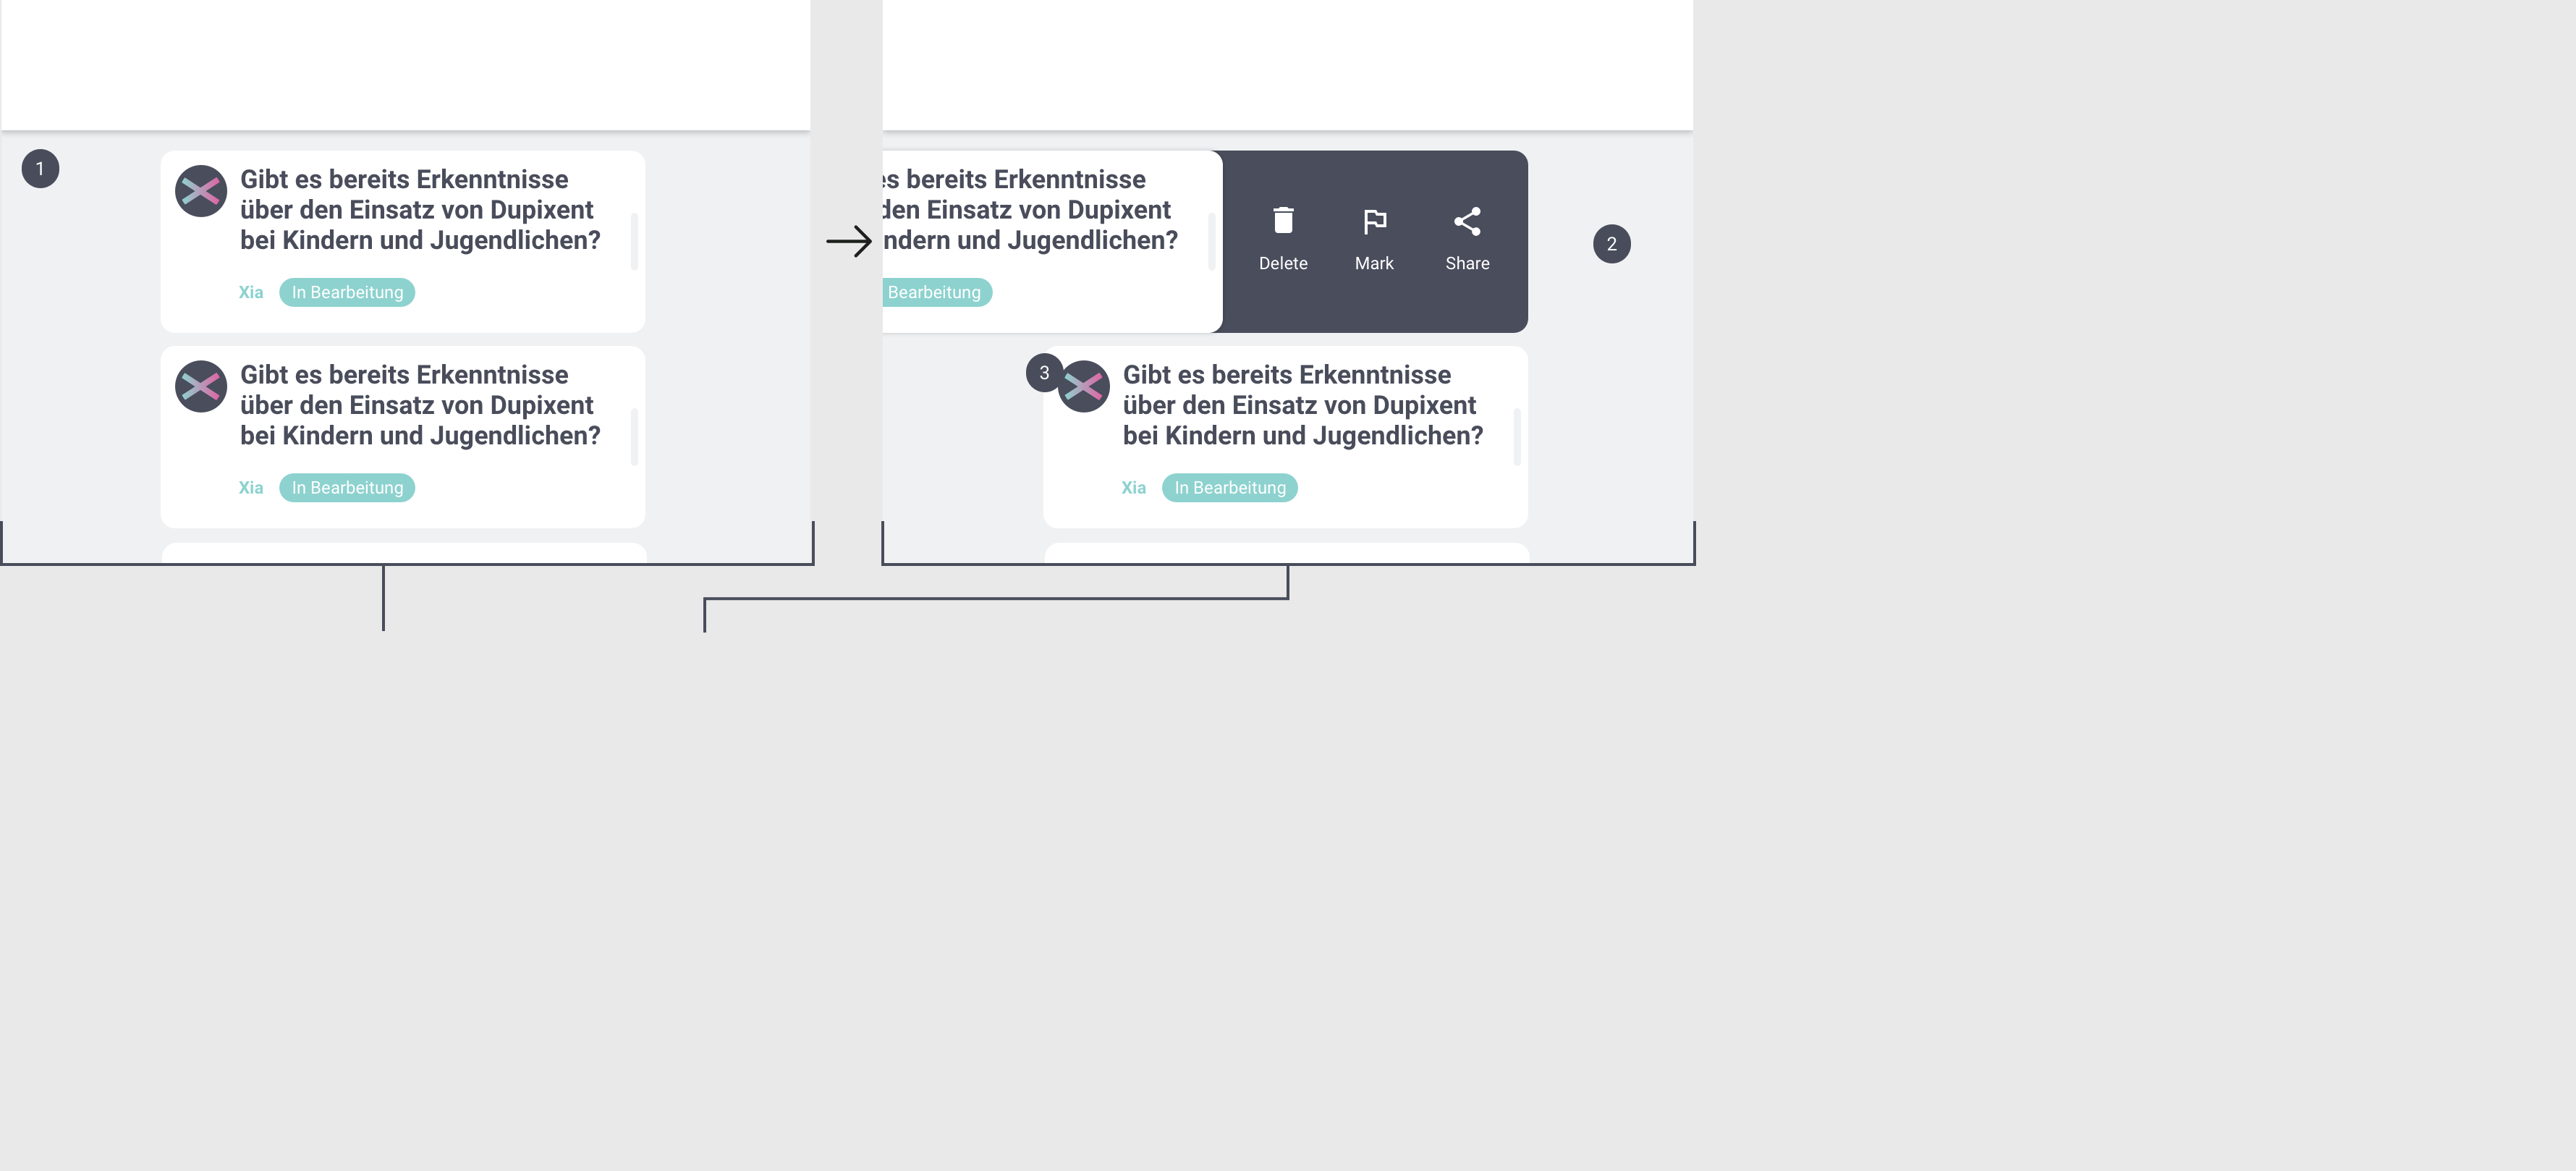 1
Gibt es bereits Erkenntnisse
über den Einsatz von Dupixent
bei Kindern und Jugendlichen?
Xia In Bearbeitung
Gibt es bereits Erkenntnisse
über den Einsatz von Dupixent
bei Kindern und Jugendlichen?
Xia In Bearbeitung
es bereits Erkenntnisse
den Einsatz von Dupixent
ndern und Jugendlichen?
Bearbeitung
Delete Mark Share
2
3
Gibt es bereits Erkenntnisse
über den Einsatz von Dupixent
bei Kindern und Jugendlichen?
Xia In Bearbeitung